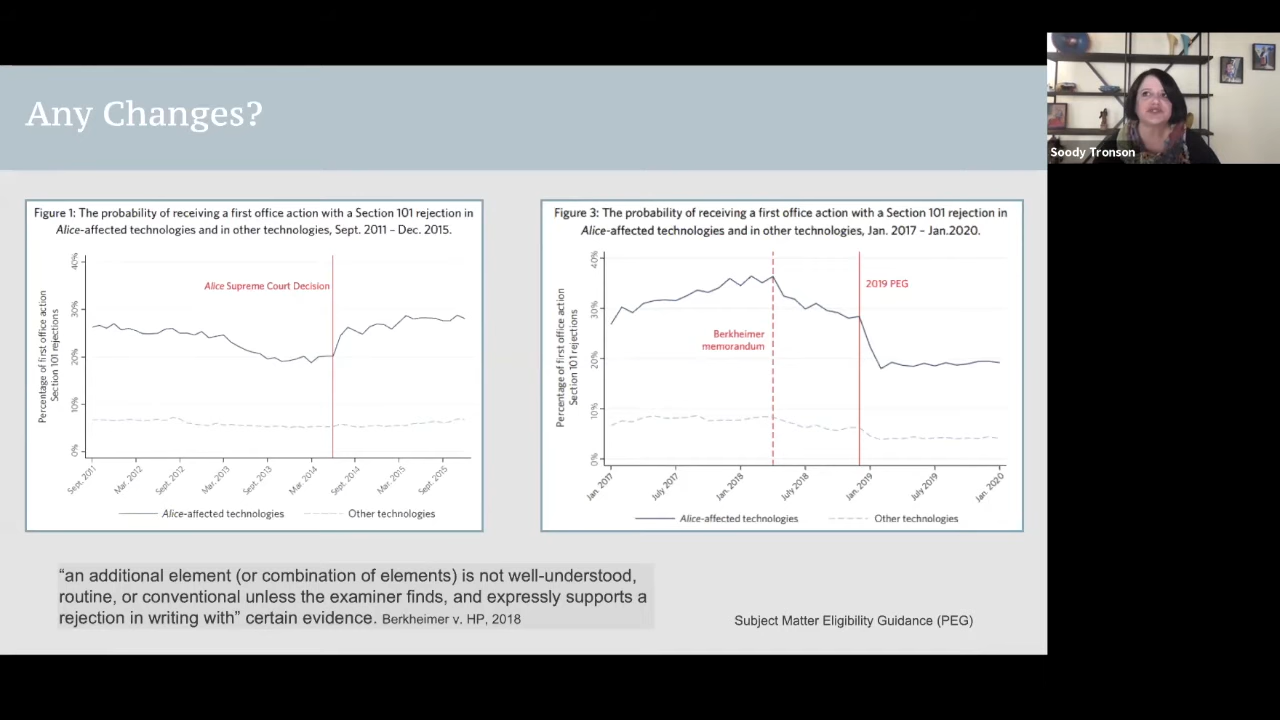 Any Changes?
Soody Tronson
Figure 1: The probability of receiving a first office action with a Section 101 rejection in
Alice-affected technologies and in other technologies, Sept. 2011 – Dec. 2015.
Percentage of first office action
Section 101 rejections
40%
30%
20%
10%
0%
Alice Supreme Court Decision
Sept. 2011
Mar. 2012
Sept. 2012
Mar. 2013
Sept. 2013
Mar. 2014
Sept. 2014
Mar. 2015
Sept. 2015
Alice-affected technologies
Other technologies
Figure 3: The probability of receiving a first office action with a Section 101 rejection in
Alice-affected technologies and in other technologies, Jan. 2017 – Jan.2020.
Percentage of first office action
Section 101 rejections
40%
30%
20%
10%
0%
Berkheimer
memorandum
2019 PEG
Jan. 2017
July 2017
Jan. 2018
July 2018
Jan. 2019
July 2019
Jan. 2020
Alice-affected technologies
Other technologies
“an additional element (or combination of elements) is not well-understood,
routine, or conventional unless the examiner finds, and expressly supports a
rejection in writing with” certain evidence. Berkheimer v. HP, 2018
Subject Matter Eligibility Guidance (PEG)